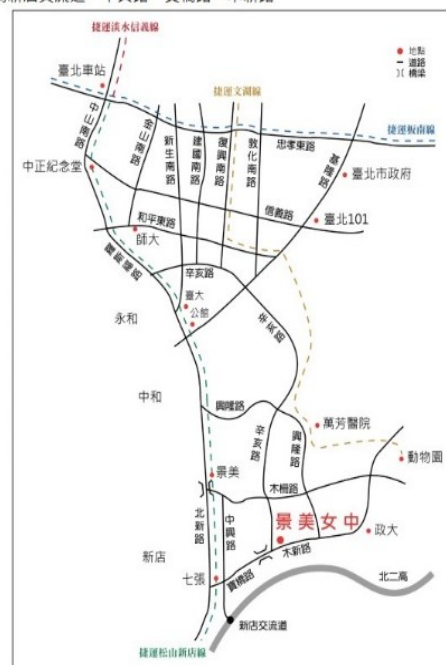 捷運淡水信義線
地點
道路
橋梁
臺北車站
捷運文湖線
捷運板南線
中山南路
金山南路
新生南路
建國南路
復興南路
敦化南路
忠孝東路
基隆路
中正紀念堂
臺北市政府
信義路
臺北101
和平東路
師大
羅斯福路
辛亥路
臺大
公館
永和
辛亥路
中和
興隆路
辛亥路
興隆路
萬芳醫院
動物園
景美
木柵路
北新路
中興路
景美女中
政大
木新路
新店
七張
寶橋路
北二高
新店交流道
捷運松山新店線